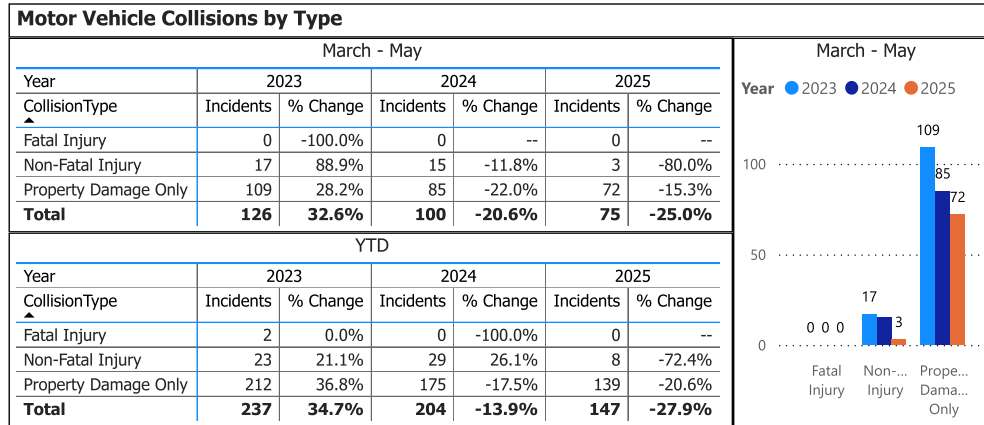 Motor Vehicle Collisions by Type
March - May
Year 2023 2024 2025
CollisionType Incidents % Change Incidents % Change Incidents % Change
Fatal Injury 0 -100.0% 0 -- 0 --
Non-Fatal Injury 17 88.9% 15 -11.8% 3 -80.0%
Property Damage Only 109 28.2% 85 -22.0% 72 -15.3%
Total 126 32.6% 100 -20.6% 75 -25.0%
YTD
Year 2023 2024 2025
CollisionType Incidents % Change Incidents % Change Incidents % Change
Fatal Injury 2 0.0% 0 -100.0% 0 --
Non-Fatal Injury 23 21.1% 29 26.1% 8 -72.4%
Property Damage Only 212 36.8% 175 -17.5% 139 -20.6%
Total 237 34.7% 204 -13.9% 147 -27.9%
March - May
Year 2023 2024 2025
109
100
85
72
50
17
3
0 0 0
0
Fatal Non-... Prope...
Injury Injury Dama...
Only